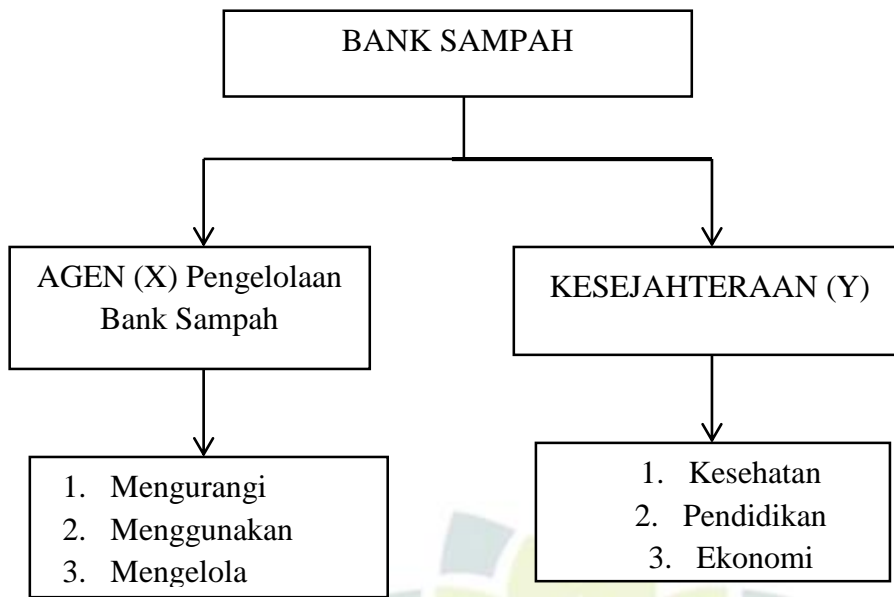 BANK SAMPAH
AGEN (X) Pengelolaan
Bank Sampah
KESEJAHTERAAN (Y)
1. Mengurangi
2. Menggunakan
3. Mengelola
1. Kesehatan
2. Pendidikan
3. Ekonomi